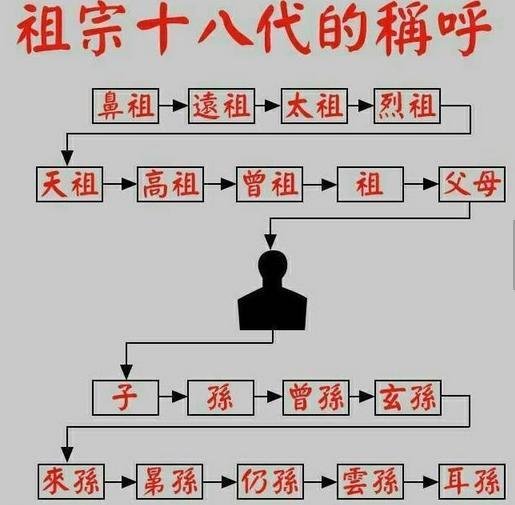 祖宗十八代的稱呼
鼻祖 遠祖 太祖 烈祖
天祖 高祖 曾祖 祖 父母
子 孫 曾孫 玄孫
來孫 晜孫 仍孫 雲孫 耳孫